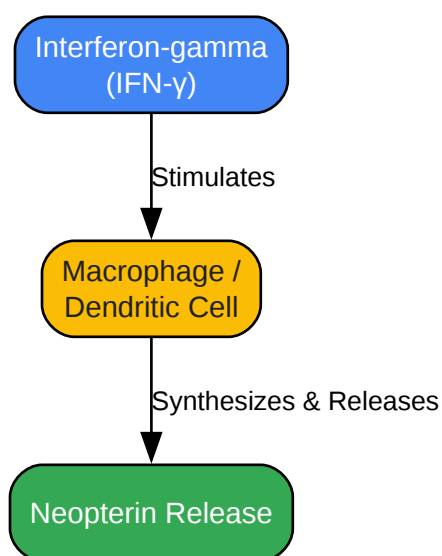 Interferon-gamma
(IFN-γ)
Stimulates
Macrophage /
Dendritic Cell
Synthesizes & Releases
Neopterin Release